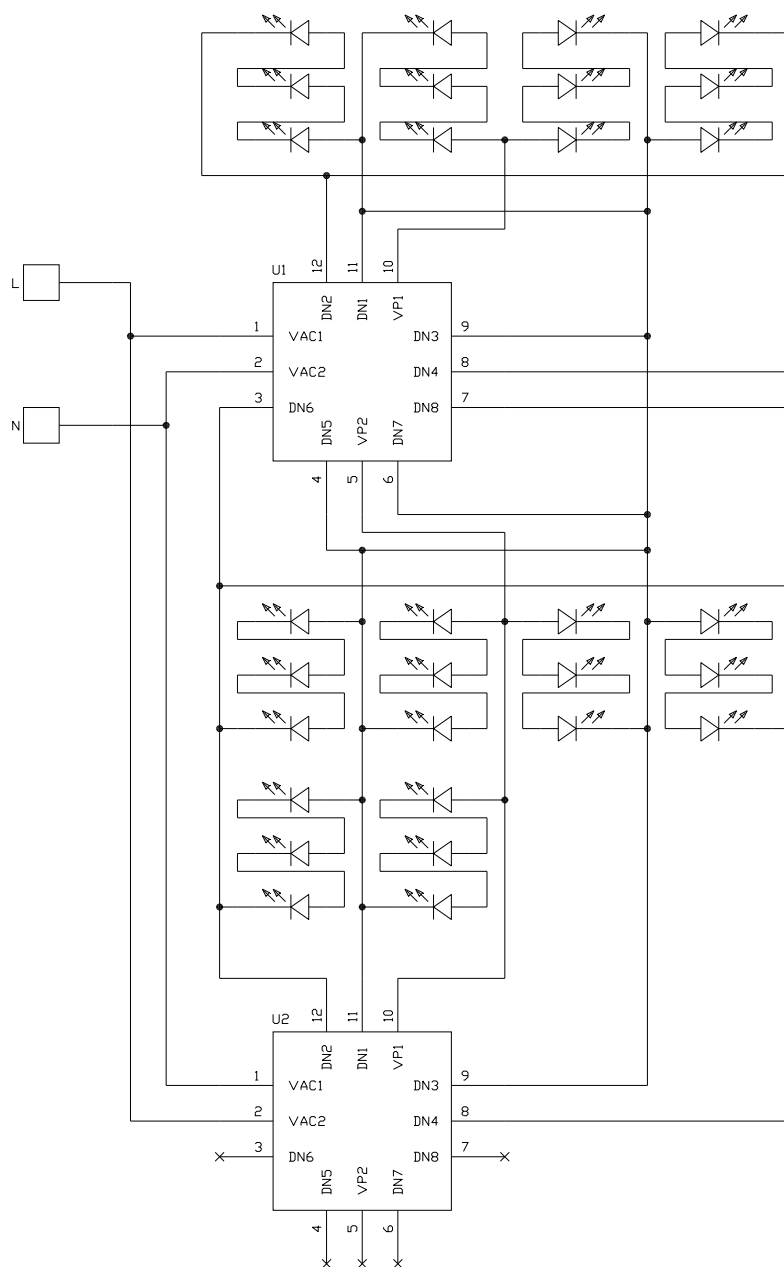 12 11 10
U1
L
DN2 DN1 VP1
1 VAC1 DN3 9
2 VAC2 DN4 8
3 DN6 DN8 7
N
DN5 VP2 DN7
4 5 6
12 11 10
U2
DN2 DN1 VP1
1 VAC1 DN3 9
2 VAC2 DN4 8
3 DN6 DN8 7
DN5 VP2 DN7
4 5 6